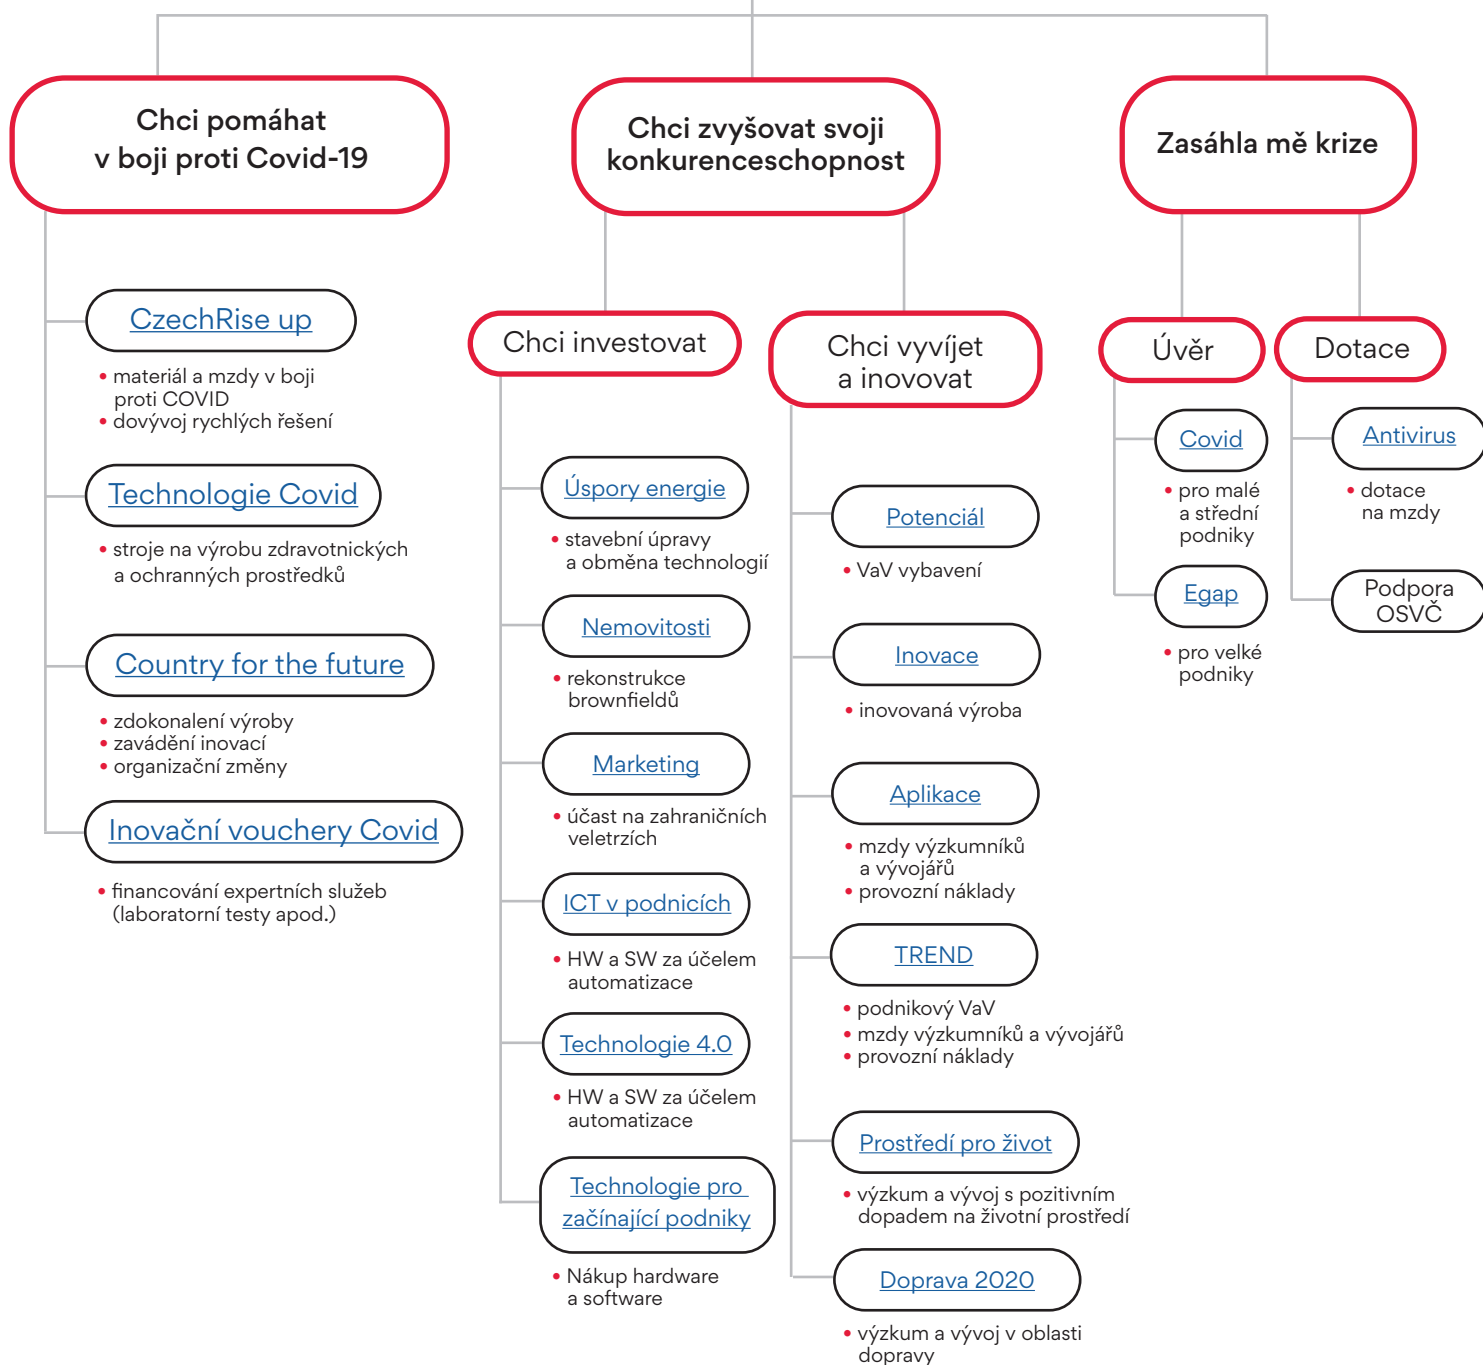 Chci pomáhat
v boji proti Covid-19
CzechRise up
• materiál a mzdy v boji
proti COVID
• dovývoj rychlých řešení
Technologie Covid
• stroje na výrobu zdravotnických
a ochranných prostředků
Country for the future
• zdokonalení výroby
• zavádění inovací
• organizační změny
Inovační vouchery Covid
• financování expertních služeb
(laboratorní testy apod.)
Chci zvyšovat svoji
konkurenceschopnost
Chci investovat
Úspory energie
• stavební úpravy
a obměna technologií
Nemovitosti
• rekonstrukce
brownfieldů
Marketing
• účast na zahraničních
veletrzích
ICT v podnicích
• HW a SW za účelem
automatizace
Technologie 4.0
• HW a SW za účelem
automatizace
Technologie pro
začínající podniky
• Nákup hardware
a software
Chci vyvíjet
a inovovat
Potenciál
• VaV vybavení
Inovace
• inovovaná výroba
Aplikace
• mzdy výzkumníků
a vývojářů
• provozní náklady
TREND
• podnikový VaV
• mzdy výzkumníků a vývojářů
• provozní náklady
Prostředí pro život
• výzkum a vývoj s pozitivním
dopadem na životní prostředí
Doprava 2020
• výzkum a vývoj v oblasti
dopravy
Zasáhla mě krize
Úvěr
Covid
• pro malé
a střední
podniky
Egap
• pro velké
podniky
Dotace
Antivirus
• dotace
na mzdy
Podpora
OSVČ